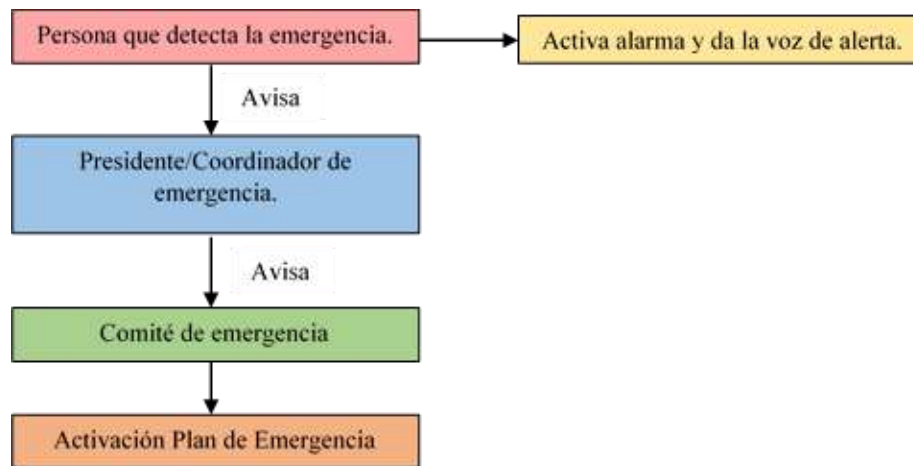 Persona que detecta la emergencia.
Activa alarma y da la voz de alerta.
Avisa
Presidente/Coordinador de
emergencia.
Avisa
Comité de emergencia
Activación Plan de Emergencia